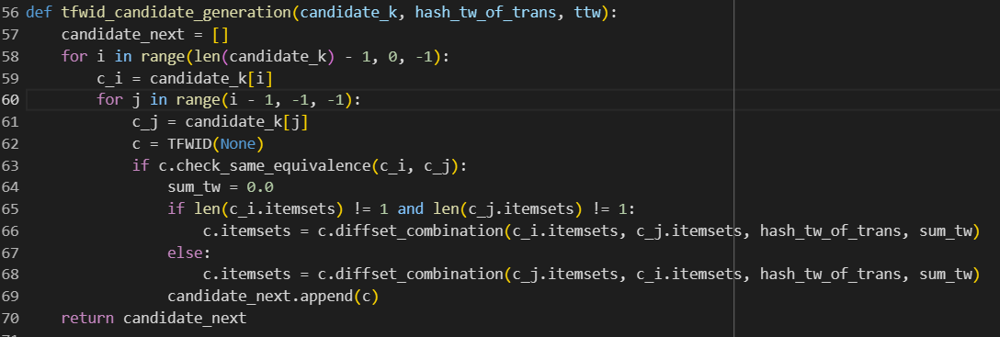 56 def tfwid_candidate_generation(candidate_k, hash_tw_of_trans, ttw):
57     candidate_next = []
58     for i in range(len(candidate_k) - 1, 0, -1):
59         c_i = candidate_k[i]
60         for j in range(i - 1, -1, -1):
61             c_j = candidate_k[j]
62             c = TFWID(None)
63             if c.check_same_equivalence(c_i, c_j):
64                 sum_tw = 0.0
65                 if len(c_i.itemsets) != 1 and len(c_j.itemsets) != 1:
66                     c.itemsets = c.diffset_combination(c_i.itemsets, c_j.itemsets, hash_tw_of_trans, sum_tw)
67                 else:
68                     c.itemsets = c.diffset_combination(c_j.itemsets, c_i.itemsets, hash_tw_of_trans, sum_tw)
69                 candidate_next.append(c)
70     return candidate_next